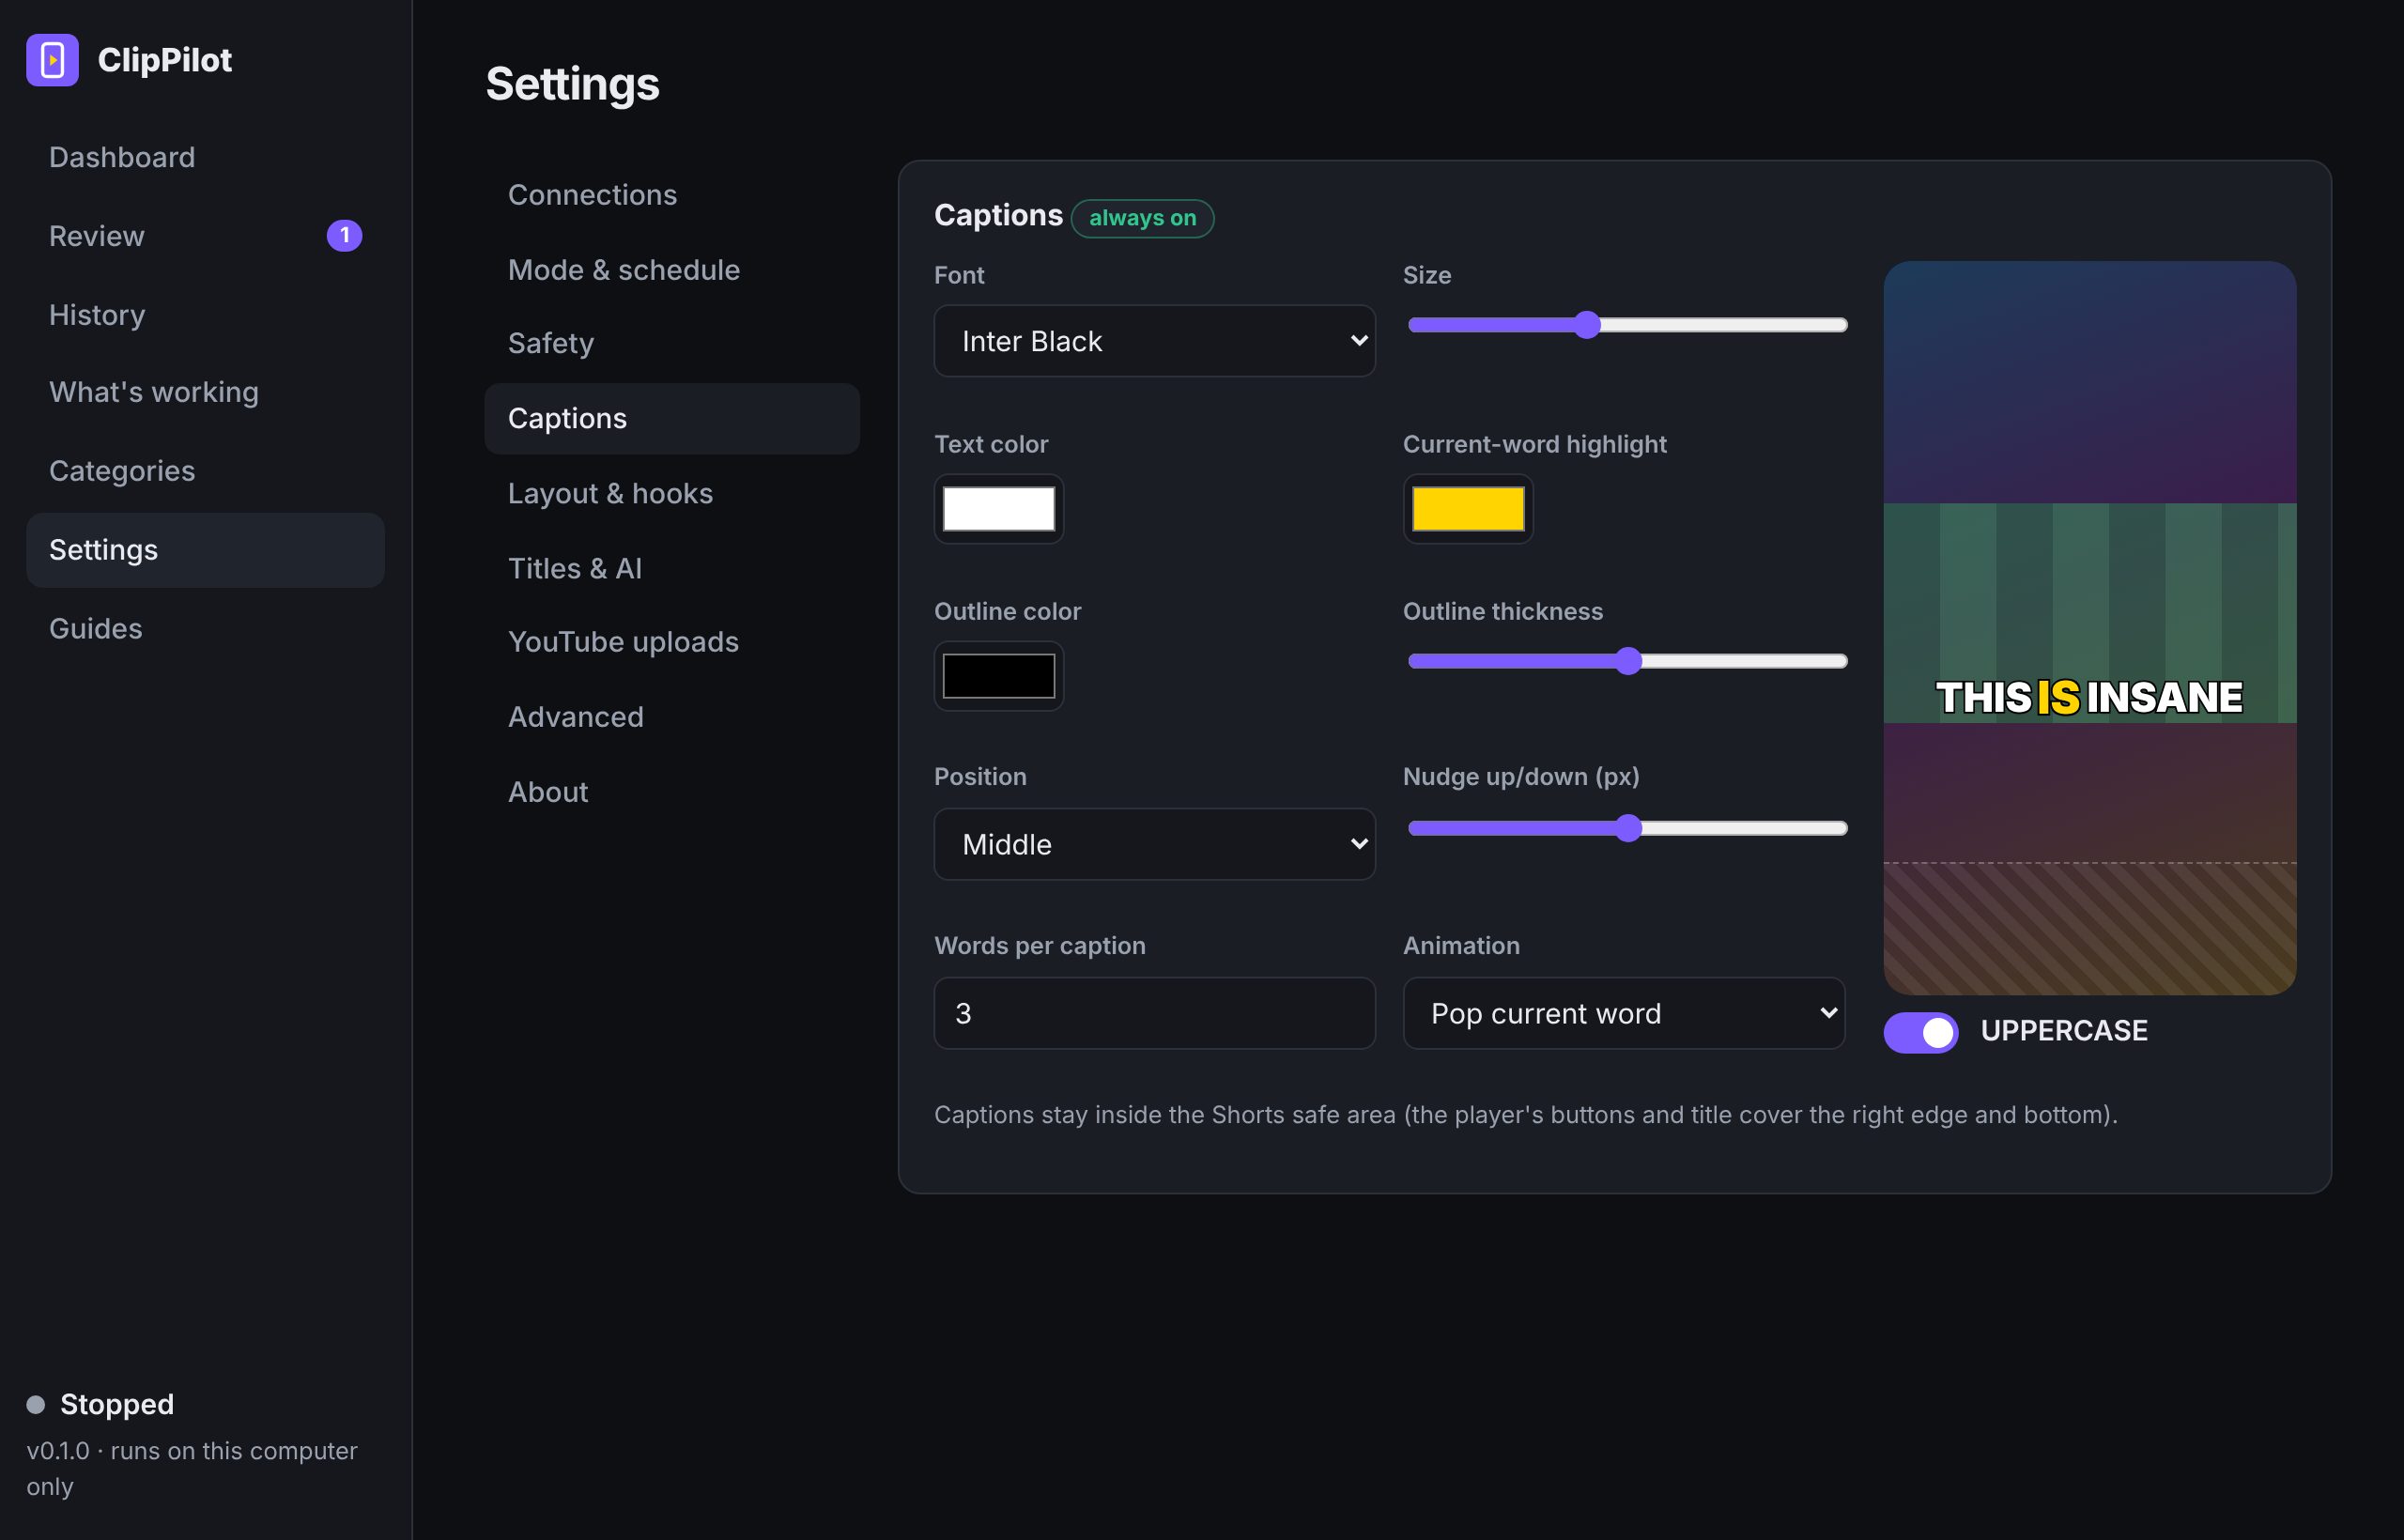 ClipPilot
Dashboard
Review 1
History
What's working
Categories
Settings
Guides
Stopped
v0.1.0 · runs on this computer
only
Settings
Connections
Mode & schedule
Safety
Captions
Layout & hooks
Titles & AI
YouTube uploads
Advanced
About
Captions always on
Font
Inter Black
Size
Text color
Current-word highlight
Outline color
Outline thickness
Position
Middle
Nudge up/down (px)
Words per caption
3
Animation
Pop current word
THIS IS INSANE
UPPERCASE
Captions stay inside the Shorts safe area (the player's buttons and title cover the right edge and bottom).